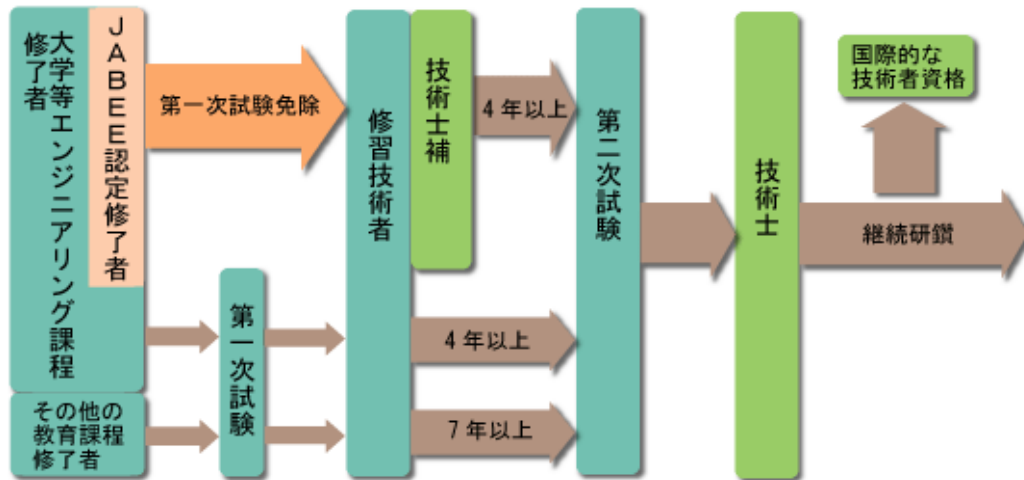 大学等エンジニアリング課程
修了者
JABEE認定修了者
第一次試験免除
その他の
教育課程
修了者
第一次試験
修習技術者
技術士補
4年以上
4年以上
7年以上
第二次試験
技術士
国際的な
技術者資格
継続研鑽